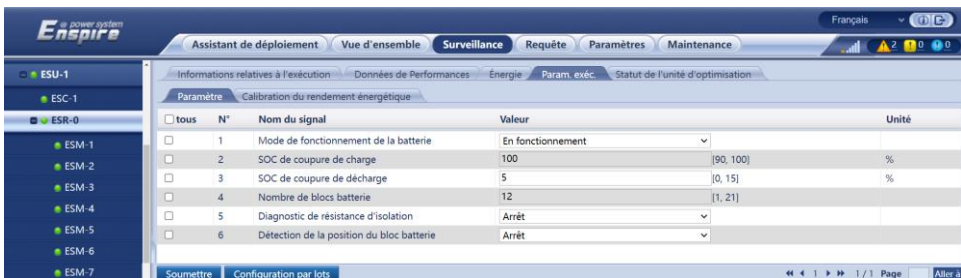 e power system
Enspire
Français
Assistant de déploiement Vue d'ensemble Surveillance Requête Paramètres Maintenance
2 0 0
ESU-1
ESC-1
ESR-0
ESM-1
ESM-2
ESM-3
ESM-4
ESM-5
ESM-6
ESM-7
Informations relatives à l'exécution Données de Performances Énergie Param. exéc. Statut de l'unité d'optimisation
Paramètre Calibration du rendement énergétique
tous N° Nom du signal Valeur Unité
1 Mode de fonctionnement de la batterie En fonctionnement
2 SOC de coupure de charge 100 [90, 100] %
3 SOC de coupure de décharge 5 [0, 15] %
4 Nombre de blocs batterie 12 [1, 21]
5 Diagnostic de résistance d'isolation Arrêt
6 Détection de la position du bloc batterie Arrêt
Soumettre Configuration par lots 1 / 1 Page Aller à